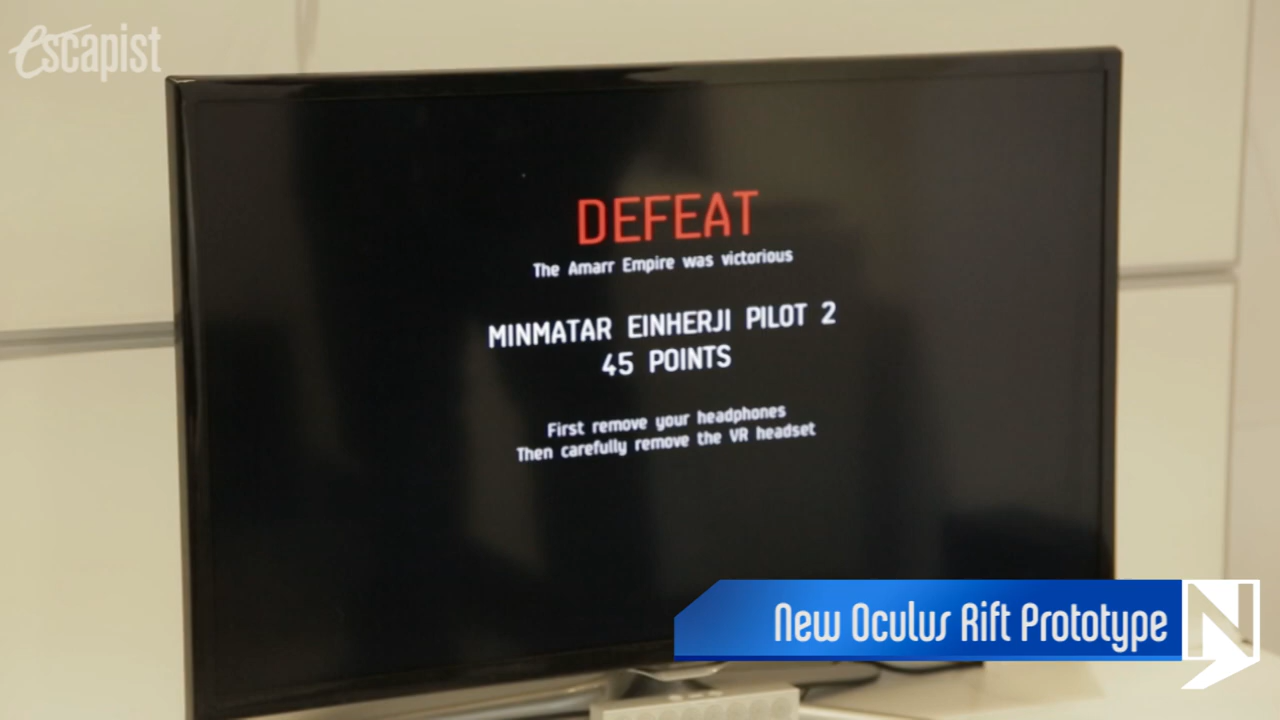 escapist
DEFEAT
The Amarr Empire was victorious
MINMATAR EINHERJI PILOT 2
45 POINTS
First remove your headphones
Then carefully remove the VR headset
New Oculus Rift Prototype
N